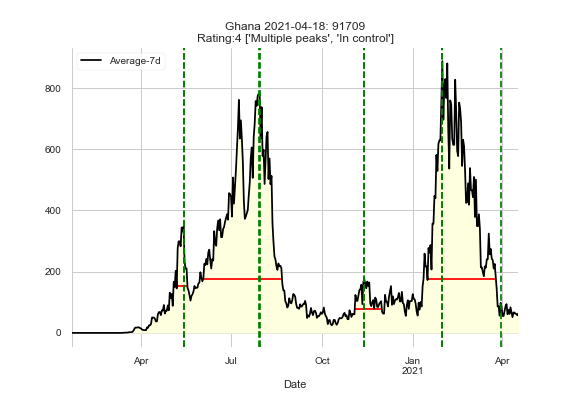 Ghana 2021-04-18: 91709
Rating:4 ['Multiple peaks', 'In control']
Average-7d
800
600
400
200
0
Apr
Jul
Oct
Jan
2021
Apr
Date